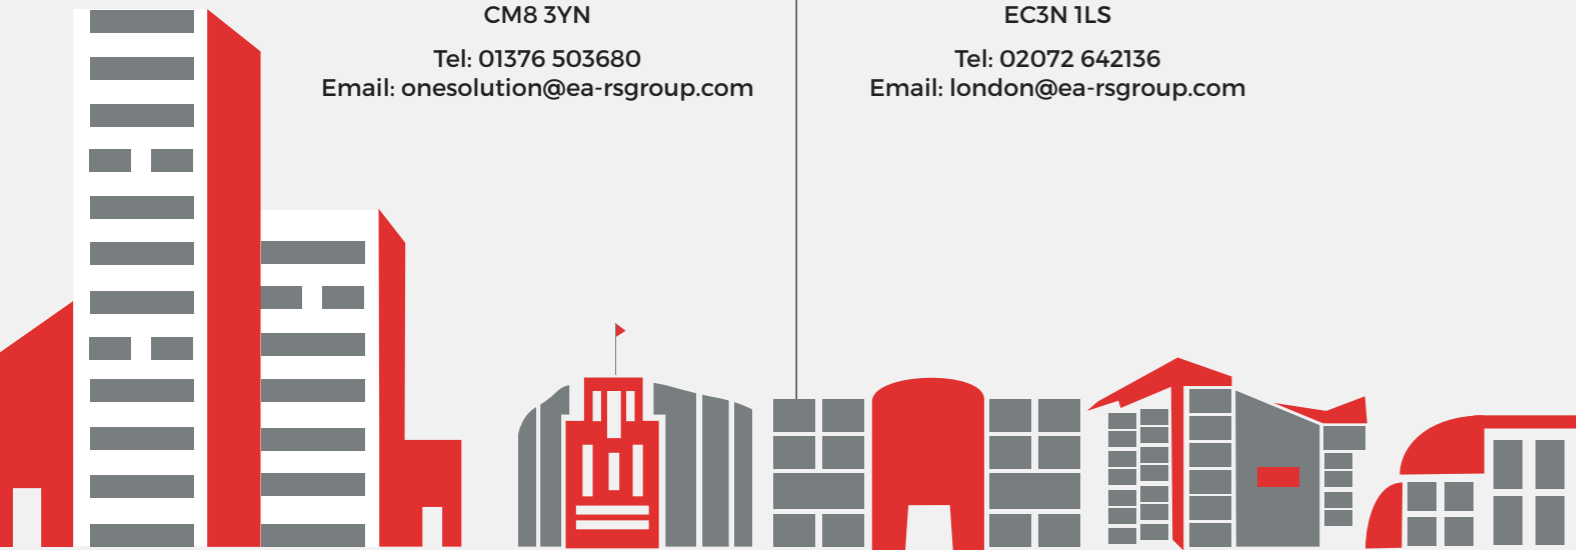 CM8 3YN
Tel: 01376 503680
Email: onesolution@ea-rsgroup.com
EC3N 1LS
Tel: 02072 642136
Email: london@ea-rsgroup.com